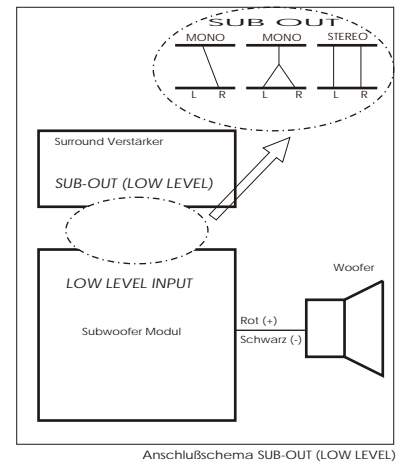 SUB OUT
MONO MONO STEREO
L R L R L R
Surround Verstärker
SUB-OUT (LOW LEVEL)
LOW LEVEL INPUT
Woofer
Subwoofer Modul
Rot (+)
Schwarz (-)
Anschlußschema SUB-OUT (LOW LEVEL)